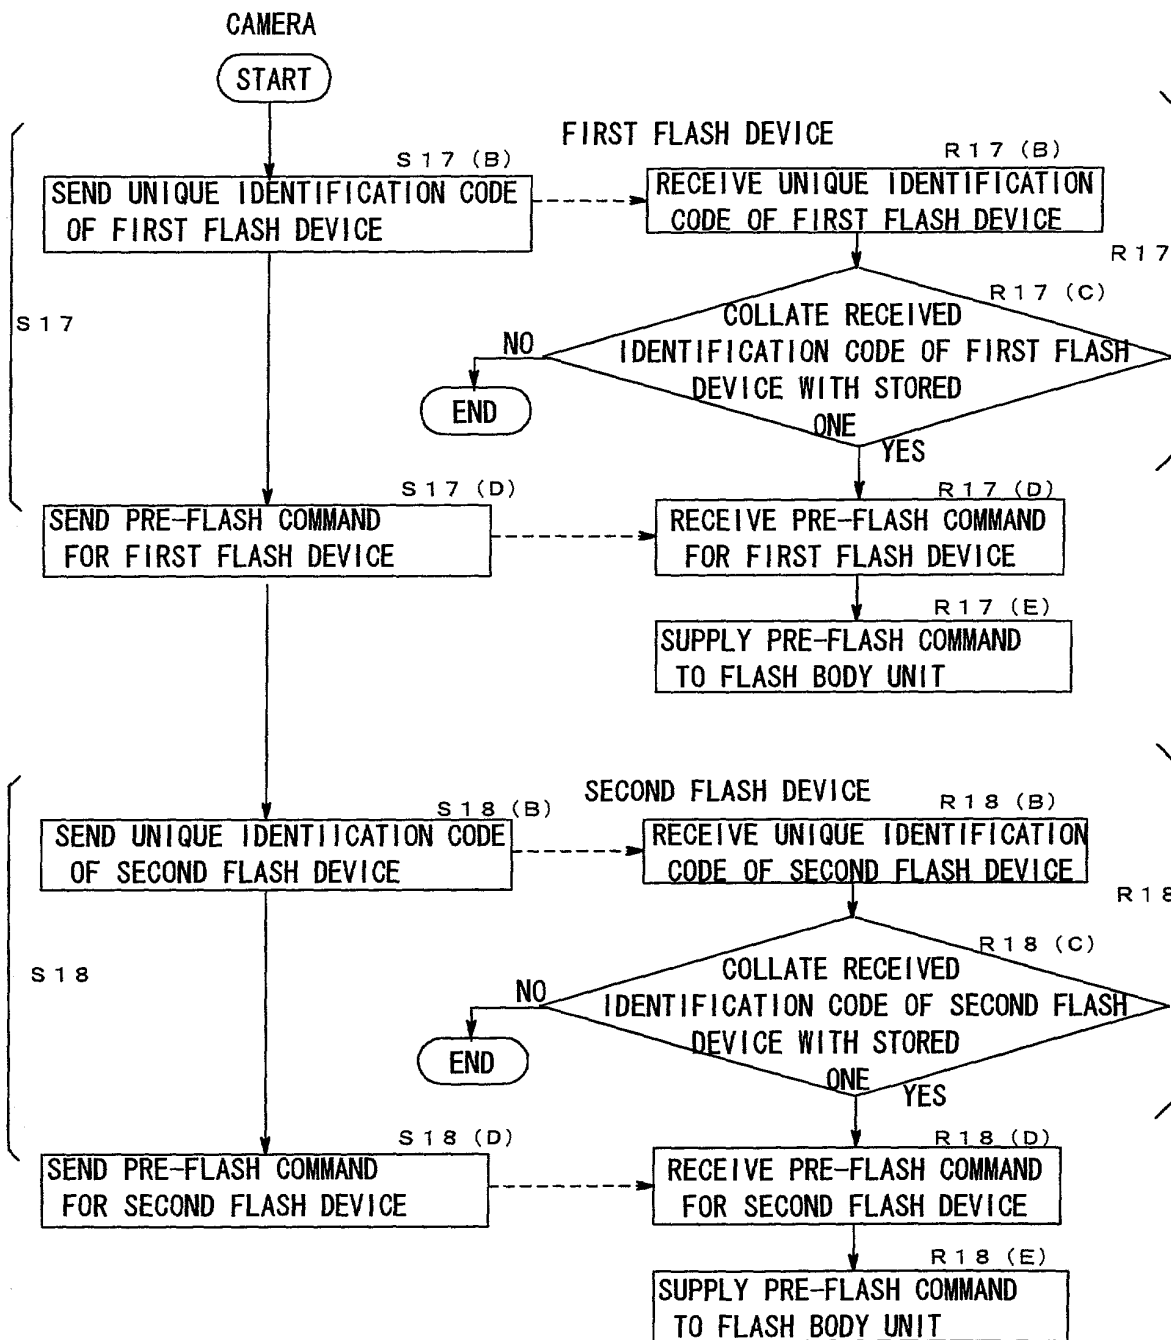 CAMERA
START
FIRST FLASH DEVICE
S17 (B)
SEND UNIQUE IDENTIFICATION CODE
OF FIRST FLASH DEVICE
R17 (B)
RECEIVE UNIQUE IDENTIFICATION
CODE OF FIRST FLASH DEVICE
R17
S17
R17 (C)
COLLATE RECEIVED
IDENTIFICATION CODE OF FIRST FLASH
DEVICE WITH STORED
ONE
NO
END
YES
S17 (D)
SEND PRE-FLASH COMMAND
FOR FIRST FLASH DEVICE
R17 (D)
RECEIVE PRE-FLASH COMMAND
FOR FIRST FLASH DEVICE
R17 (E)
SUPPLY PRE-FLASH COMMAND
TO FLASH BODY UNIT
SECOND FLASH DEVICE
S18 (B)
SEND UNIQUE IDENTIICATION CODE
OF SECOND FLASH DEVICE
R18 (B)
RECEIVE UNIQUE IDENTIFICATION
CODE OF SECOND FLASH DEVICE
R18
S18
R18 (C)
COLLATE RECEIVED
IDENTIFICATION CODE OF SECOND FLASH
DEVICE WITH STORED
ONE
NO
END
YES
S18 (D)
SEND PRE-FLASH COMMAND
FOR SECOND FLASH DEVICE
R18 (D)
RECEIVE PRE-FLASH COMMAND
FOR SECOND FLASH DEVICE
R18 (E)
SUPPLY PRE-FLASH COMMAND
TO FLASH BODY UNIT